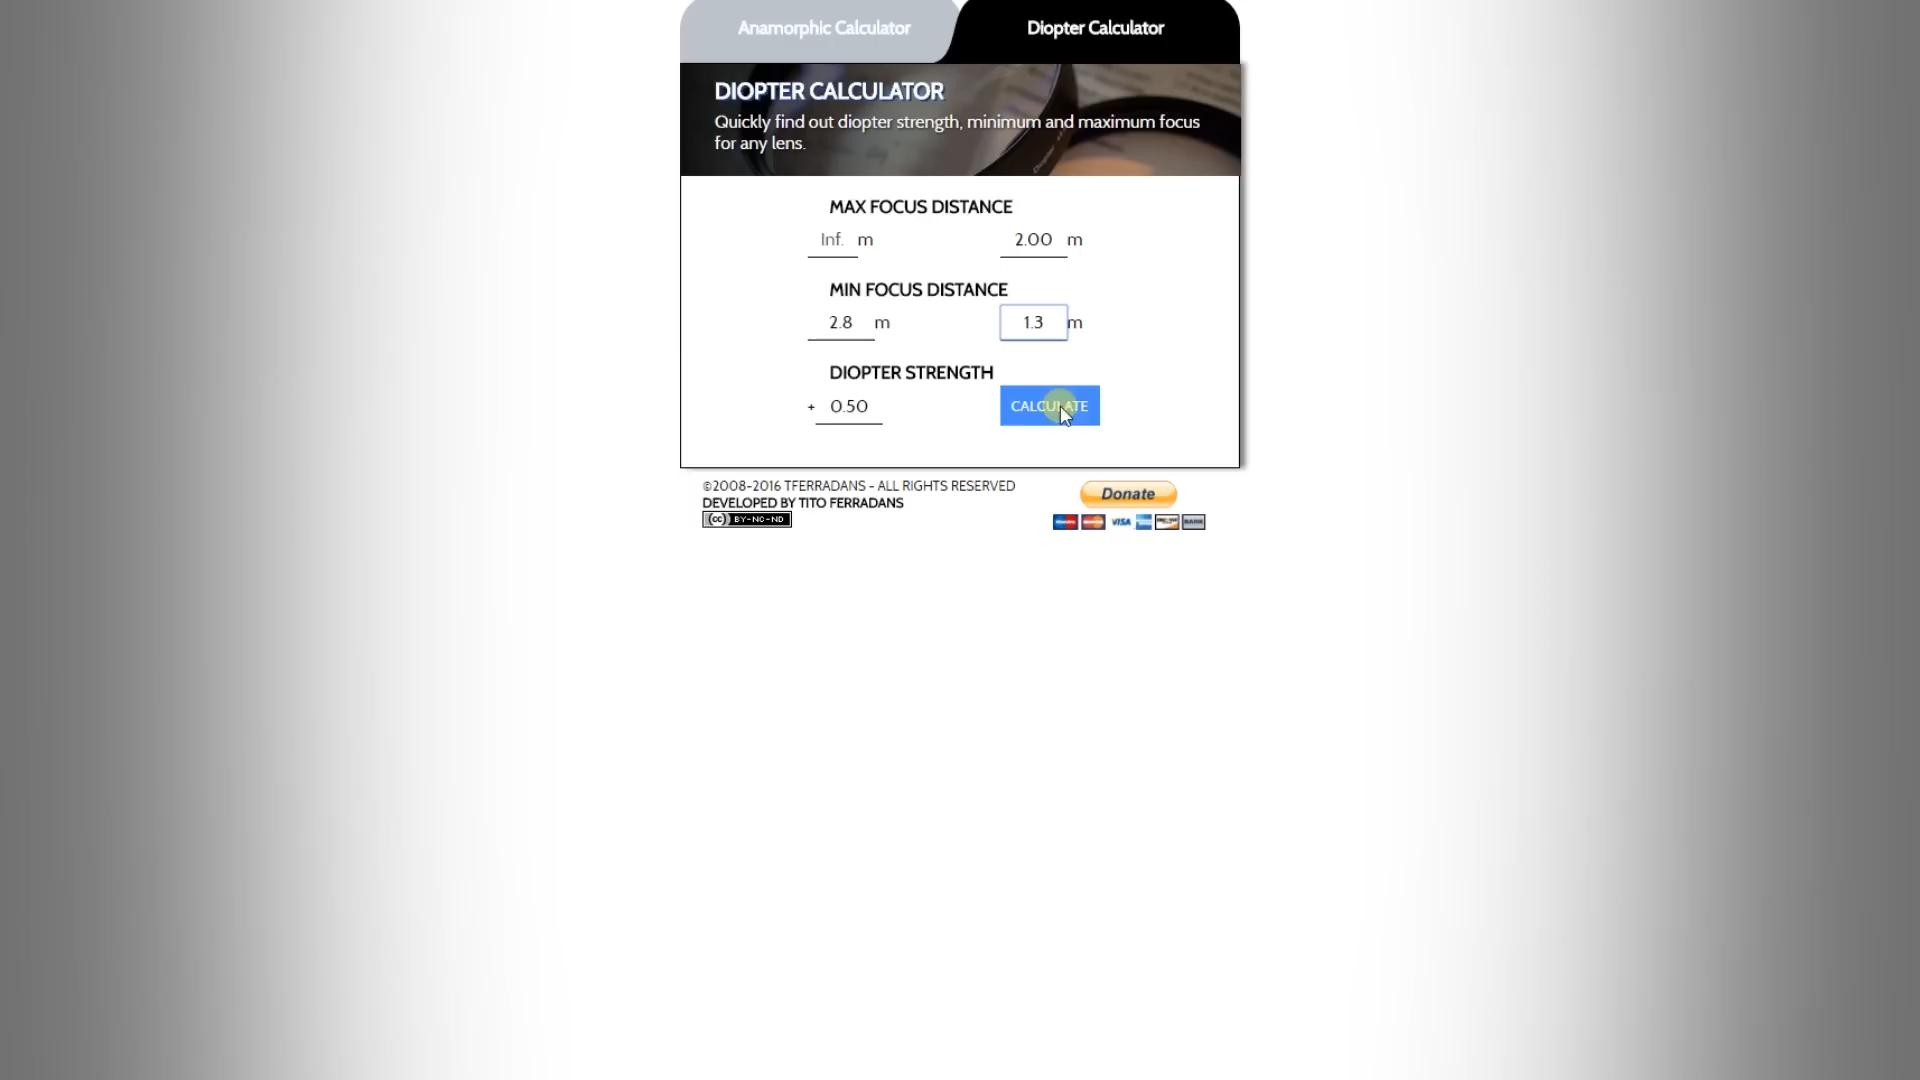 Anamorphic Calculator
Diopter Calculator
DIOPTER CALCULATOR
Quickly find out diopter strength, minimum and maximum focus
for any lens.
MAX FOCUS DISTANCE
Inf. m 2.00 m
MIN FOCUS DISTANCE
2.8 m 1.3 m
DIOPTER STRENGTH
+ 0.50 CALCULATE
©2008-2016 TFERRADANS - ALL RIGHTS RESERVED
DEVELOPED BY TITO FERRADANS
(cc) BY-NC-ND
Donate
VISA
BANK